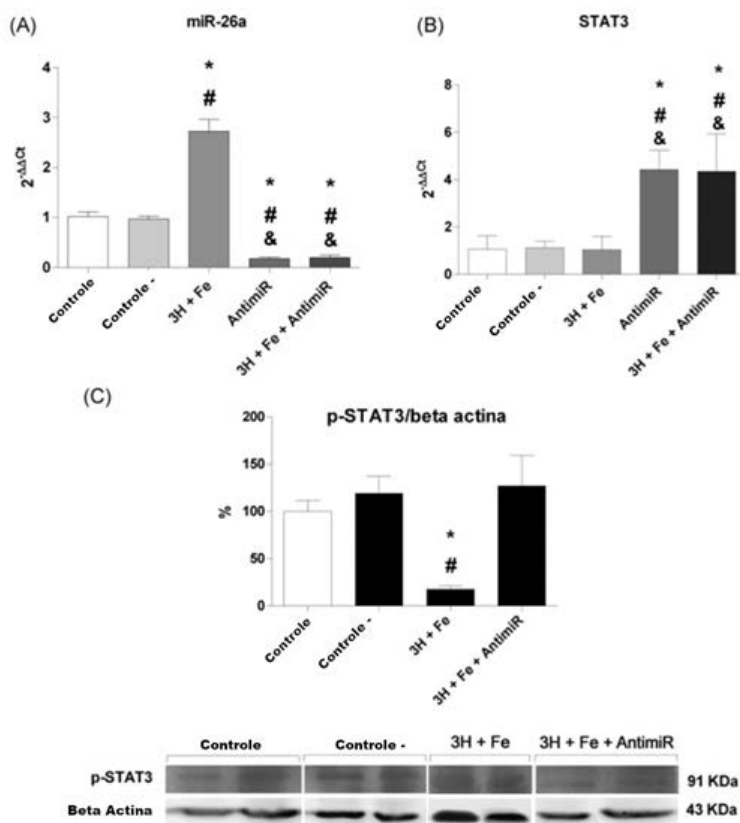 (A)
miR-26a
2-ΔΔCt
4
3
2
1
0
*
#
*
#
&
*
#
&
Controle
Controle -
3H + Fe
AntimiR
3H + Fe + AntimiR
(B)
STAT3
2-ΔΔCt
8
6
4
2
0
*
#
&
*
#
&
Controle
Controle -
3H + Fe
AntimiR
3H + Fe + AntimiR
(C)
p-STAT3/beta actina
%
200
150
100
50
0
*
#
Controle
Controle -
3H + Fe
3H + Fe + AntimiR
Controle Controle - 3H + Fe 3H + Fe + AntimiR
p-STAT3 91 KDa
Beta Actina 43 KDa